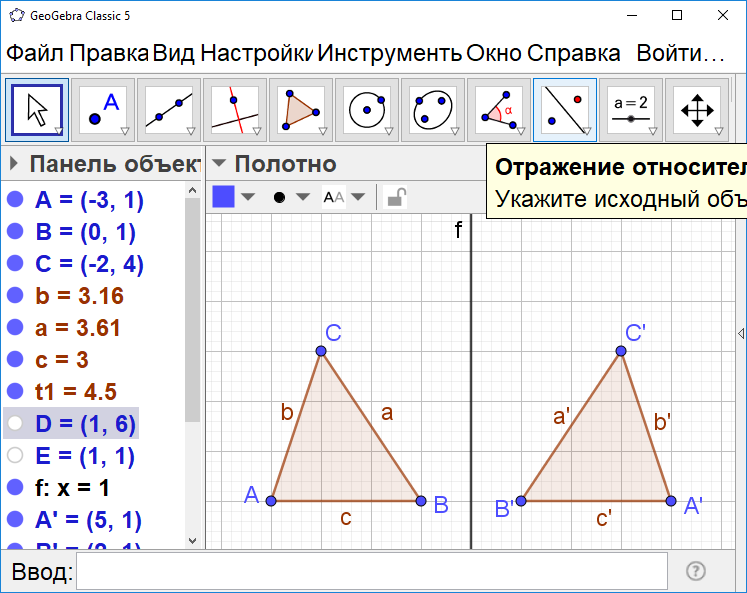 GeoGebra Classic 5
Файл Правка Вид Настройки Инструменть Окно Справка Войти…
A
α
a=2
Панель объект
Полотно
Отражение относител
Укажите исходный объ
AA
A = (-3, 1)
B = (0, 1)
C = (-2, 4)
b = 3.16
a = 3.61
c = 3
t1 = 4.5
D = (1, 6)
E = (1, 1)
f: x = 1
A' = (5, 1)
f
C
C'
b
a
a'
b'
A
B
B'
A'
c
c'
Ввод:
?